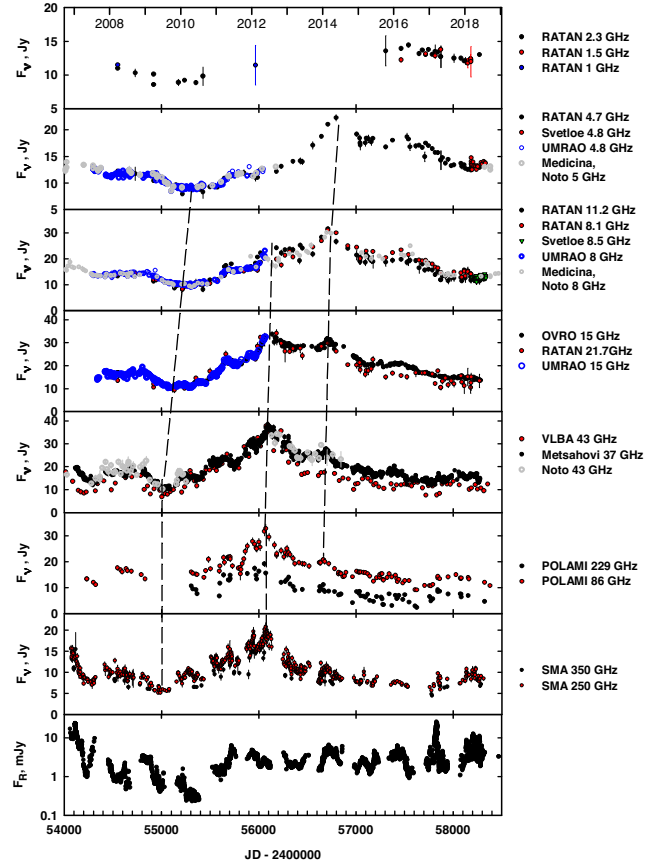 2008 2010 2012 2014 2016 2018
F_ν, Jy
15
10
5
RATAN 2.3 GHz
RATAN 1.5 GHz
RATAN 1 GHz
F_ν, Jy
20
15
10
5
RATAN 4.7 GHz
Svetloe 4.8 GHz
UMRAO 4.8 GHz
Medicina,
Noto 5 GHz
F_ν, Jy
30
20
10
0
RATAN 11.2 GHz
RATAN 8.1 GHz
Svetloe 8.5 GHz
UMRAO 8 GHz
Medicina,
Noto 8 GHz
F_ν, Jy
40
30
20
10
0
OVRO 15 GHz
RATAN 21.7GHz
UMRAO 15 GHz
F_ν, Jy
40
30
20
10
0
VLBA 43 GHz
Metsahovi 37 GHz
Noto 43 GHz
F_ν, Jy
30
20
10
0
POLAMI 229 GHz
POLAMI 86 GHz
F_ν, Jy
20
15
10
5
0
SMA 350 GHz
SMA 250 GHz
F_R, mJy
10
1
0.1
54000 55000 56000 57000 58000
JD - 2400000